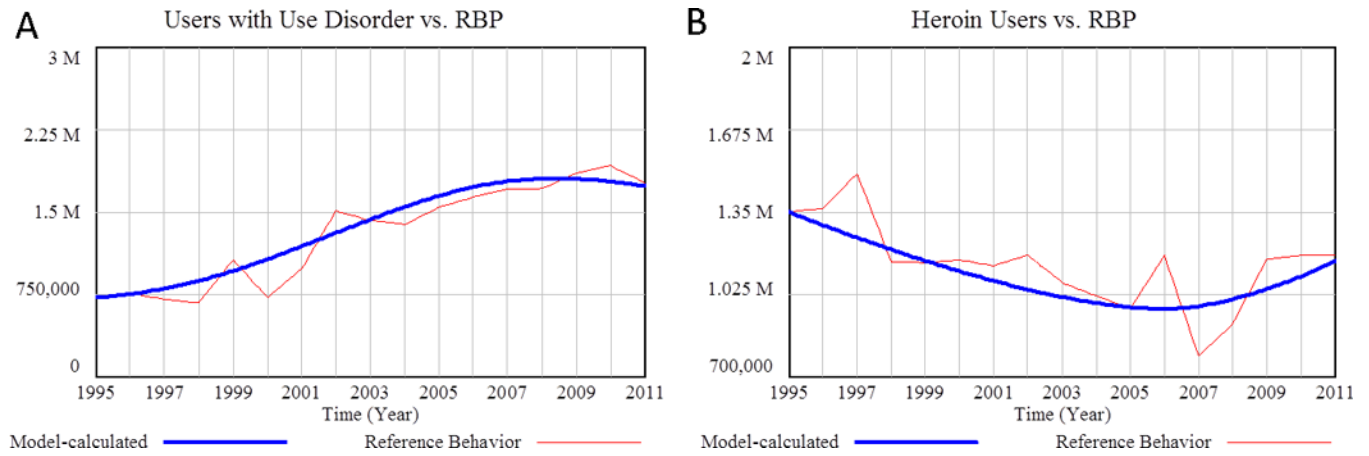 A
Users with Use Disorder vs. RBP
3 M
2.25 M
1.5 M
750,000
0
1995 1997 1999 2001 2003 2005 2007 2009 2011
Time (Year)
Model-calculated
Reference Behavior
B
Heroin Users vs. RBP
2 M
1.675 M
1.35 M
1.025 M
700,000
1995 1997 1999 2001 2003 2005 2007 2009 2011
Time (Year)
Model-calculated
Reference Behavior